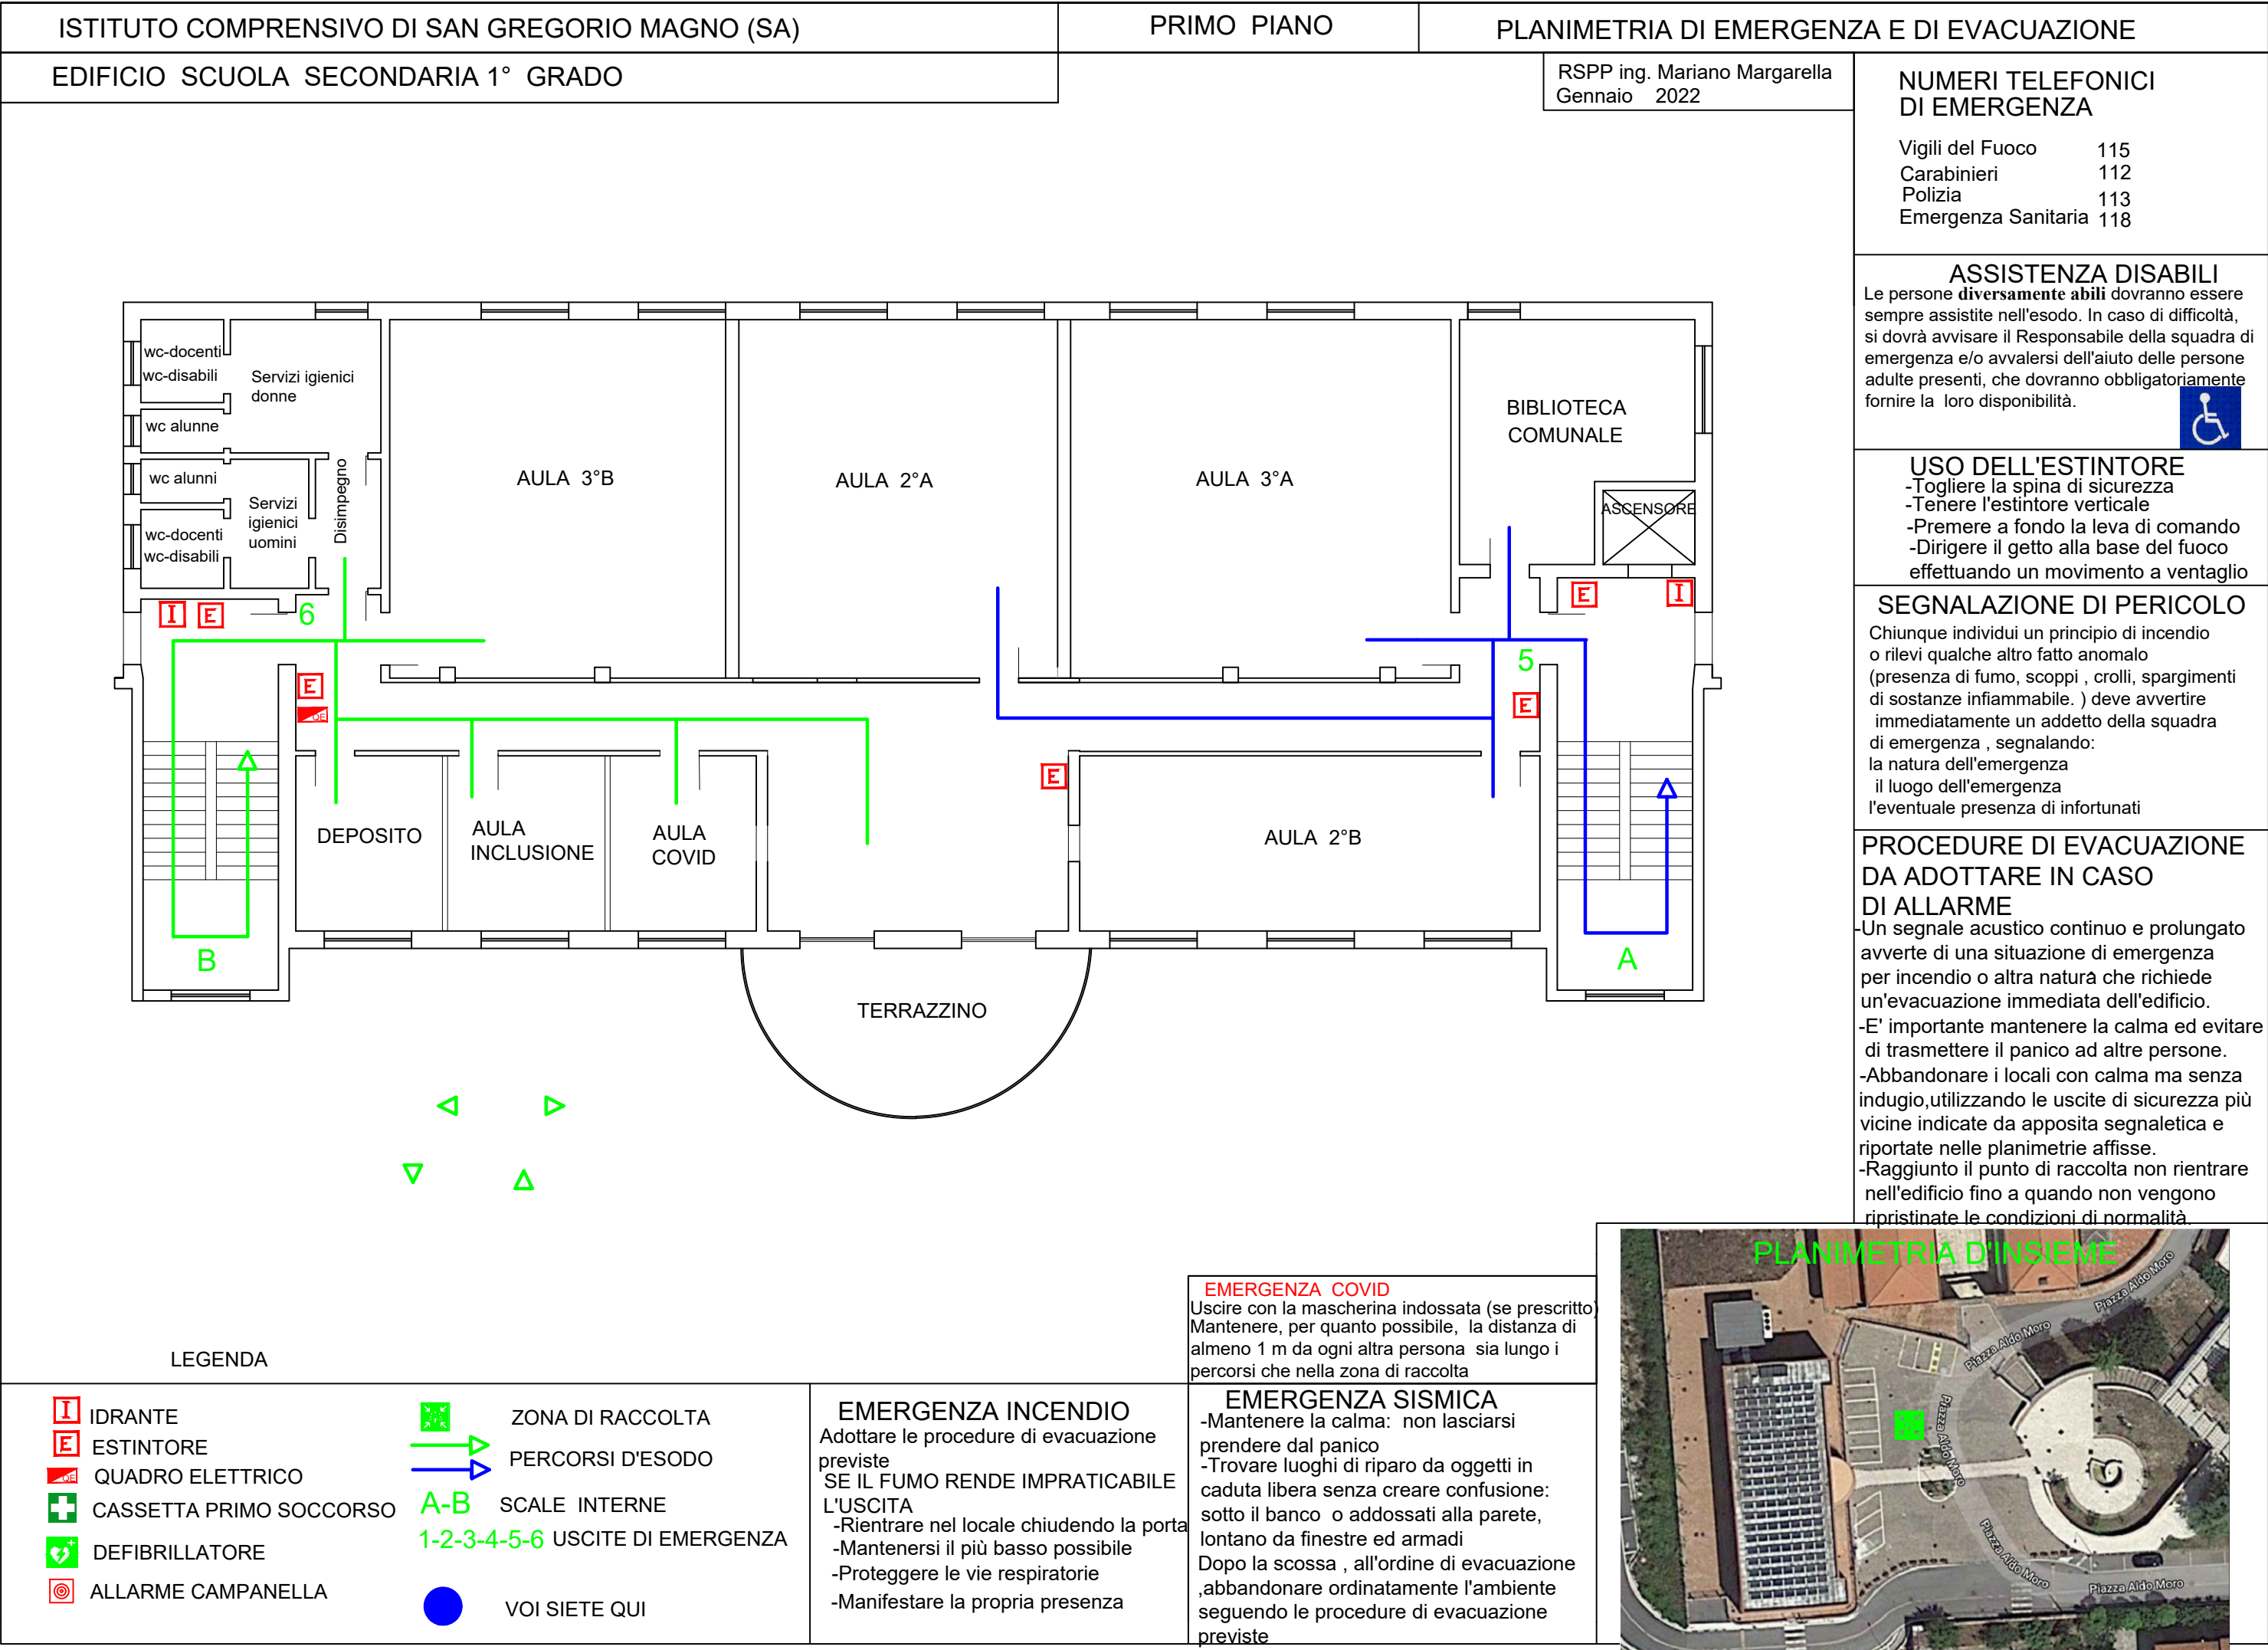 ISTITUTO COMPRENSIVO DI SAN GREGORIO MAGNO (SA)
PRIMO PIANO
PLANIMETRIA DI EMERGENZA E DI EVACUAZIONE
EDIFICIO SCUOLA SECONDARIA 1° GRADO
RSPP ing. Mariano Margarella
Gennaio 2022
NUMERI TELEFONICI
DI EMERGENZA
Vigili del Fuoco 115
Carabinieri 112
Polizia 113
Emergenza Sanitaria 118
ASSISTENZA DISABILI
Le persone diversamente abili dovranno essere
sempre assistite nell'esodo. In caso di difficoltà,
si dovrà avvisare il Responsabile della squadra di
emergenza e/o avvalersi dell'aiuto delle persone
adulte presenti, che dovranno obbligatoriamente
fornire la loro disponibilità.
USO DELL'ESTINTORE
-Togliere la spina di sicurezza
-Tenere l'estintore verticale
-Premere a fondo la leva di comando
-Dirigere il getto alla base del fuoco
effettuando un movimento a ventaglio
SEGNALAZIONE DI PERICOLO
Chiunque individui un principio di incendio
o rilevi qualche altro fatto anomalo
(presenza di fumo, scoppi , crolli, spargimenti
di sostanze infiammabile. ) deve avvertire
immediatamente un addetto della squadra
di emergenza , segnalando:
la natura dell'emergenza
il luogo dell'emergenza
l'eventuale presenza di infortunati
PROCEDURE DI EVACUAZIONE
DA ADOTTARE IN CASO
DI ALLARME
-Un segnale acustico continuo e prolungato
avverte di una situazione di emergenza
per incendio o altra natura che richiede
un'evacuazione immediata dell'edificio.
-E' importante mantenere la calma ed evitare
di trasmettere il panico ad altre persone.
-Abbandonare i locali con calma ma senza
indugio,utilizzando le uscite di sicurezza più
vicine indicate da apposita segnaletica e
riportate nelle planimetrie affisse.
-Raggiunto il punto di raccolta non rientrare
nell'edificio fino a quando non vengono
ripristinate le condizioni di normalità.
wc-docenti
wc-disabili
Servizi igienici
donne
wc alunne
wc alunni
Servizi
igienici
uomini
wc-docenti
wc-disabili
Disimpegno
AULA 3°B
AULA 2°A
AULA 3°A
BIBLIOTECA
COMUNALE
ASCENSORE
I
E
6
E
I
5
E
QE
E
E
DEPOSITO
AULA
INCLUSIONE
AULA
COVID
AULA 2°B
B
A
TERRAZZINO
PLANIMETRIA D'INSIEME
Piazza Aldo Moro
Piazza Aldo Moro
Piazza Aldo Moro
Piazza Aldo Moro
Piazza Aldo Moro
EMERGENZA COVID
Uscire con la mascherina indossata (se prescritto)
Mantenere, per quanto possibile, la distanza di
almeno 1 m da ogni altra persona sia lungo i
percorsi che nella zona di raccolta
LEGENDA
I IDRANTE
E ESTINTORE
QE QUADRO ELETTRICO
CASSETTA PRIMO SOCCORSO
DEFIBRILLATORE
ALLARME CAMPANELLA
ZONA DI RACCOLTA
PERCORSI D'ESODO
A-B SCALE INTERNE
1-2-3-4-5-6 USCITE DI EMERGENZA
VOI SIETE QUI
EMERGENZA INCENDIO
Adottare le procedure di evacuazione
previste
SE IL FUMO RENDE IMPRATICABILE
L'USCITA
-Rientrare nel locale chiudendo la porta
-Mantenersi il più basso possibile
-Proteggere le vie respiratorie
-Manifestare la propria presenza
EMERGENZA SISMICA
-Mantenere la calma: non lasciarsi
prendere dal panico
-Trovare luoghi di riparo da oggetti in
caduta libera senza creare confusione:
sotto il banco o addossati alla parete,
lontano da finestre ed armadi
Dopo la scossa , all'ordine di evacuazione
,abbandonare ordinatamente l'ambiente
seguendo le procedure di evacuazione
previste